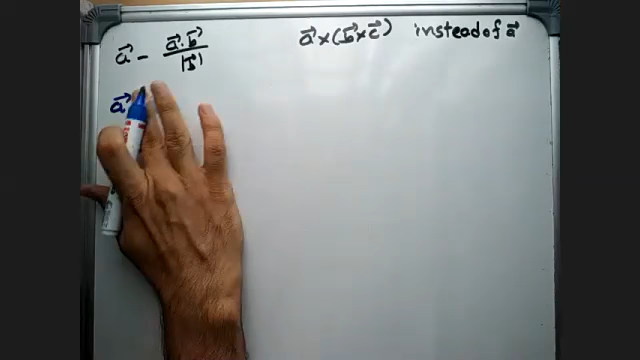 a⃗ - a⃗·b⃗ / |b⃗|
a⃗×(b⃗×c⃗) instead of a⃗
a⃗